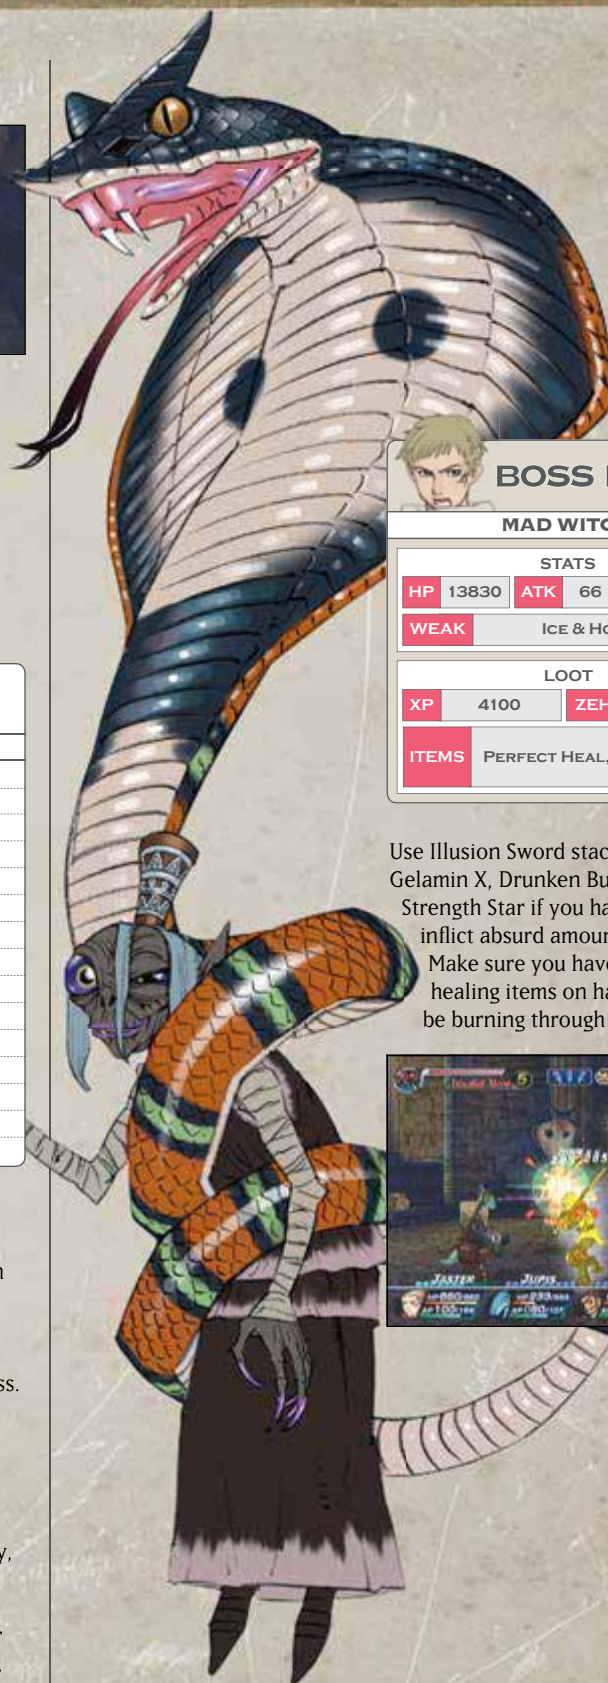 ss.
y,
BOSS
MAD WITC
STATS
HP 13830 ATK 66
WEAK ICE & HO
LOOT
XP 4100 ZEH
ITEMS PERFECT HEAL,
Use Illusion Sword stac
Gelamin X, Drunken Bu
Strength Star if you ha
inflict absurd amour
Make sure you have
healing items on ha
be burning through
5
JASTER JUPIS